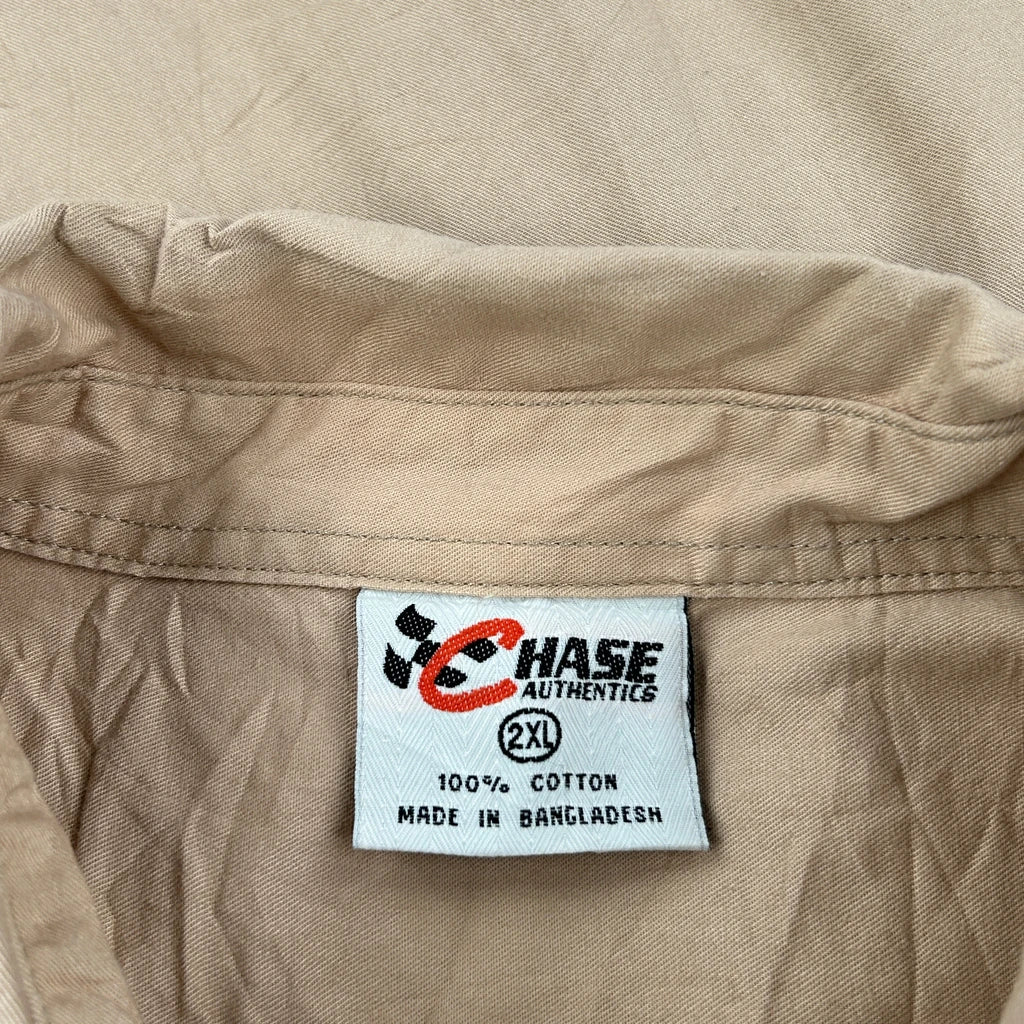 CHASE
AUTHENTICS
2XL
100% COTTON
MADE IN BANGLADESH